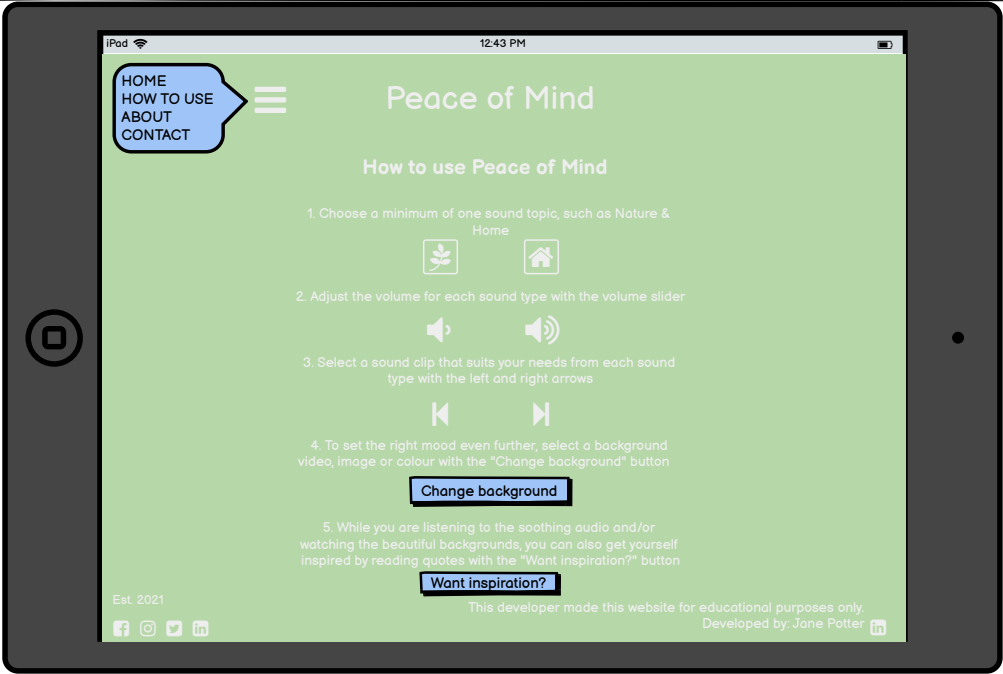 iPad
12:43 PM
HOME
HOW TO USE
ABOUT
CONTACT
Peace of Mind
How to use Peace of Mind
1. Choose a minimum of one sound topic, such as Nature &
Home
2. Adjust the volume for each sound type with the volume slider
3. Select a sound clip that suits your needs from each sound
type with the left and right arrows
4. To set the right mood even further, select a background
video, image or colour with the "Change background" button
Change background
5. While you are listening to the soothing audio and/or
watching the beautiful backgrounds, you can also get yourself
inspired by reading quotes with the "Want inspiration?" button
Want inspiration?
Est. 2021
This developer made this website for educational purposes only.
Developed by: Jane Potter